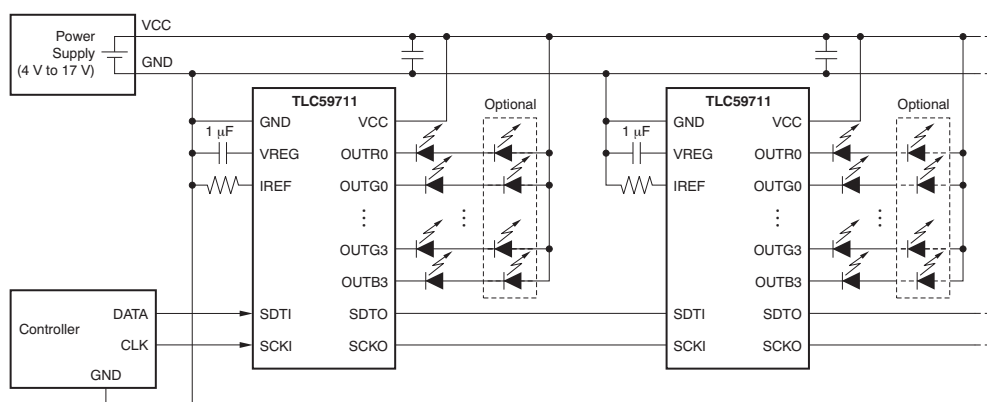 VCC
Power
Supply
(4 V to 17 V)
GND
TLC59711
GND
VCC
1 μF
VREG
OUTR0
IREF
OUTG0
⋮
⋮
OUTG3
OUTB3
SDTI
SDTO
SCKI
SCKO
Optional
TLC59711
GND
VCC
1 μF
VREG
OUTR0
IREF
OUTG0
⋮
⋮
OUTG3
OUTB3
SDTI
SDTO
SCKI
SCKO
Optional
Controller
DATA
CLK
GND